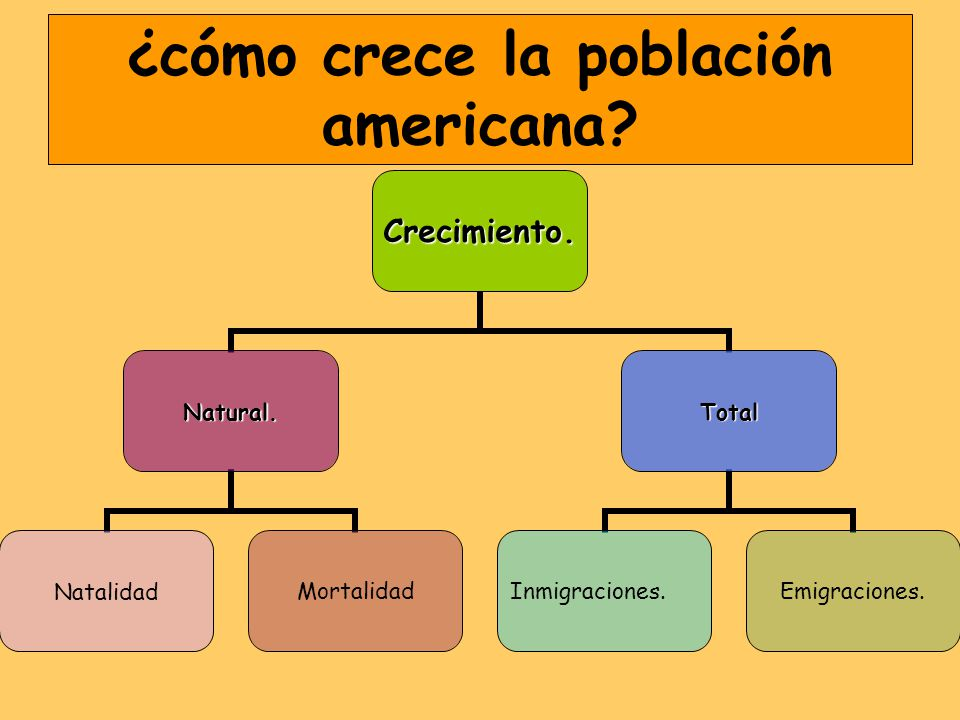 ¿cómo crece la población
americana?
Crecimiento.
Natural.
Total
Natalidad
Mortalidad
Inmigraciones.
Emigraciones.